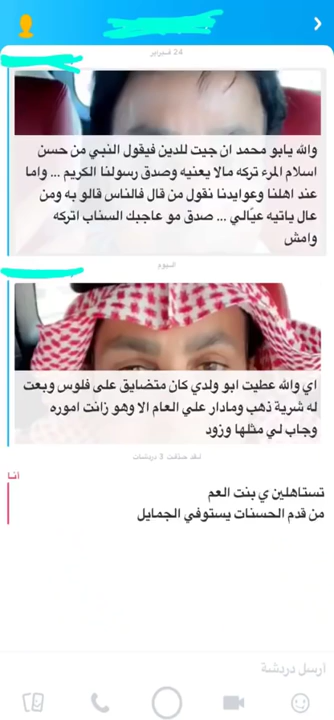 24 فبراير
والله يابو محمد ان جيت للدين فيقول النبي من حسن
اسلام المرء تركه مالا يعنيه وصدق رسولنا الكريم ... واما
عند اهلنا وعوايدنا نقول من قال فالناس قالو به ومن
عال ياتيه عيّالي ... صدق مو عاجبك السناب اتركه
وامش
اليوم
اي والله عطيت ابو ولدي كان متضايق على فلوس وبعت
له شرية ذهب ومادار علي العام الا وهو زانت اموره
وجاب لي مثلها وزود
لقد حذفت 3 دردشات
أنا
تستاهلين ي بنت العم
من قدم الحسنات يستوفي الجمايل
أرسل دردشة